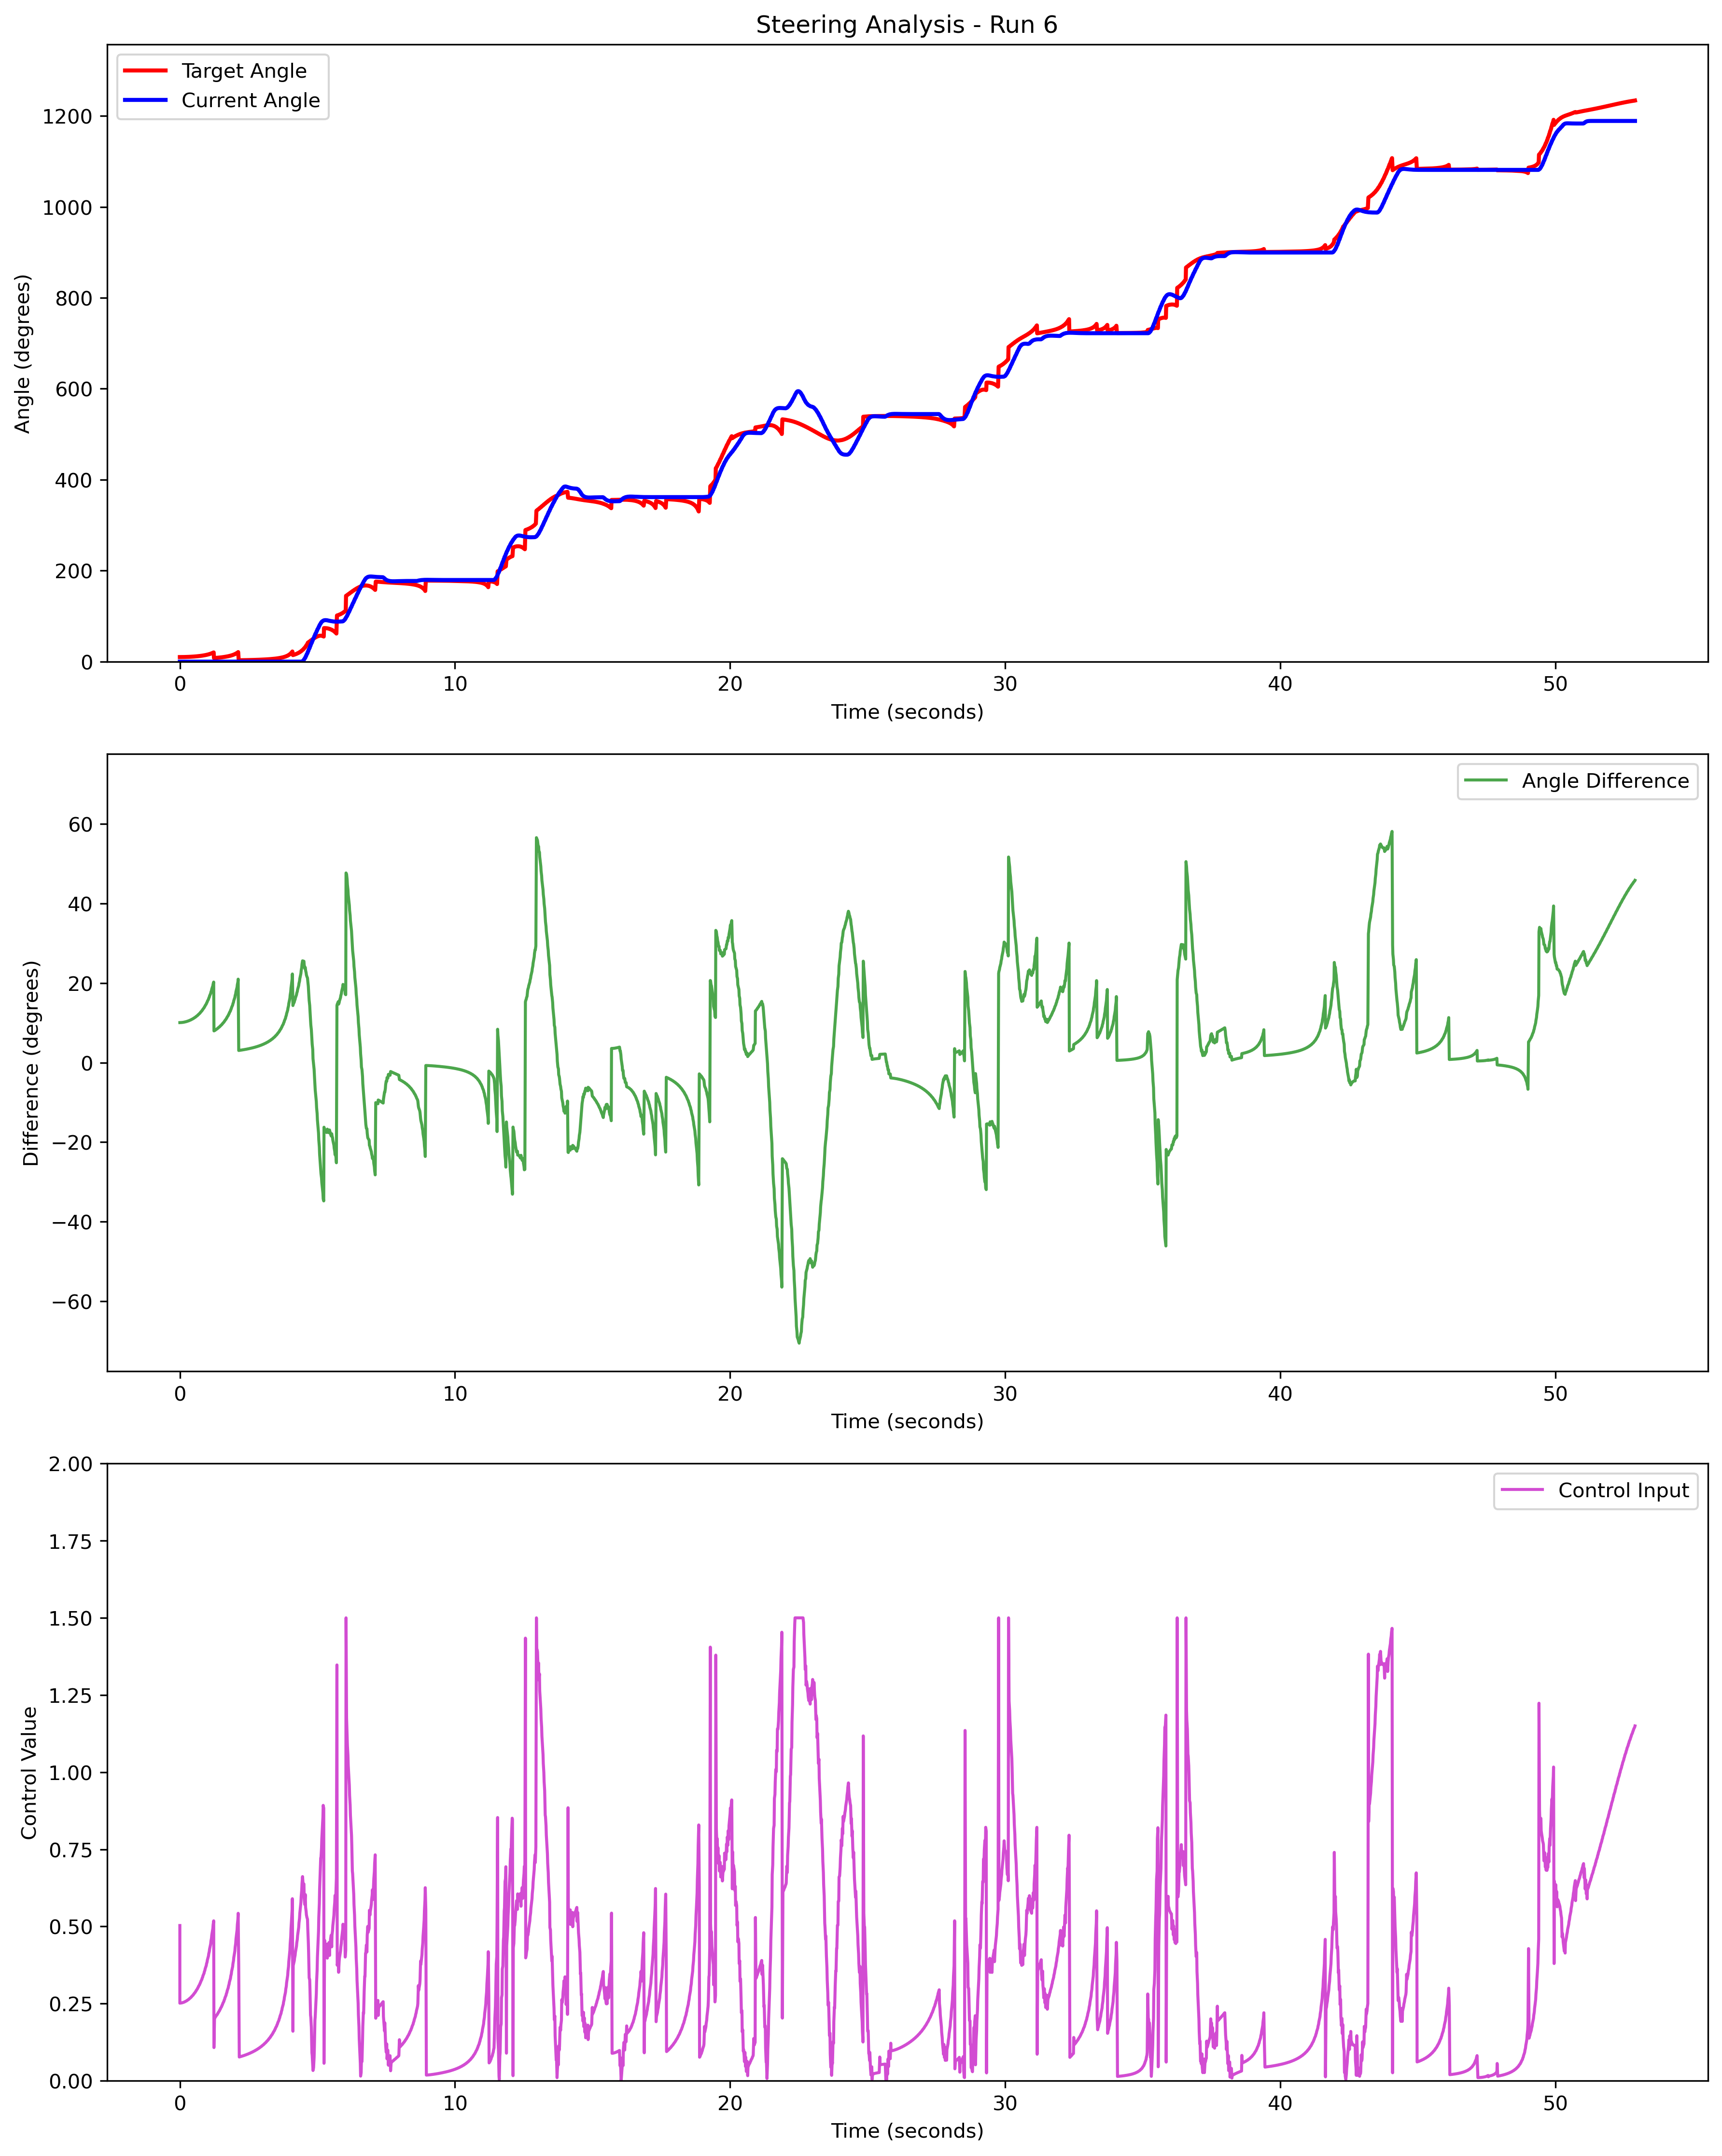 Steering Analysis - Run 6
Target Angle
Current Angle
Angle (degrees)
1200
1000
800
600
400
200
0
0 10 20 30 40 50
Time (seconds)
Angle Difference
Difference (degrees)
60
40
20
0
−20
−40
−60
0 10 20 30 40 50
Time (seconds)
Control Input
Control Value
2.00
1.75
1.50
1.25
1.00
0.75
0.50
0.25
0.00
0 10 20 30 40 50
Time (seconds)